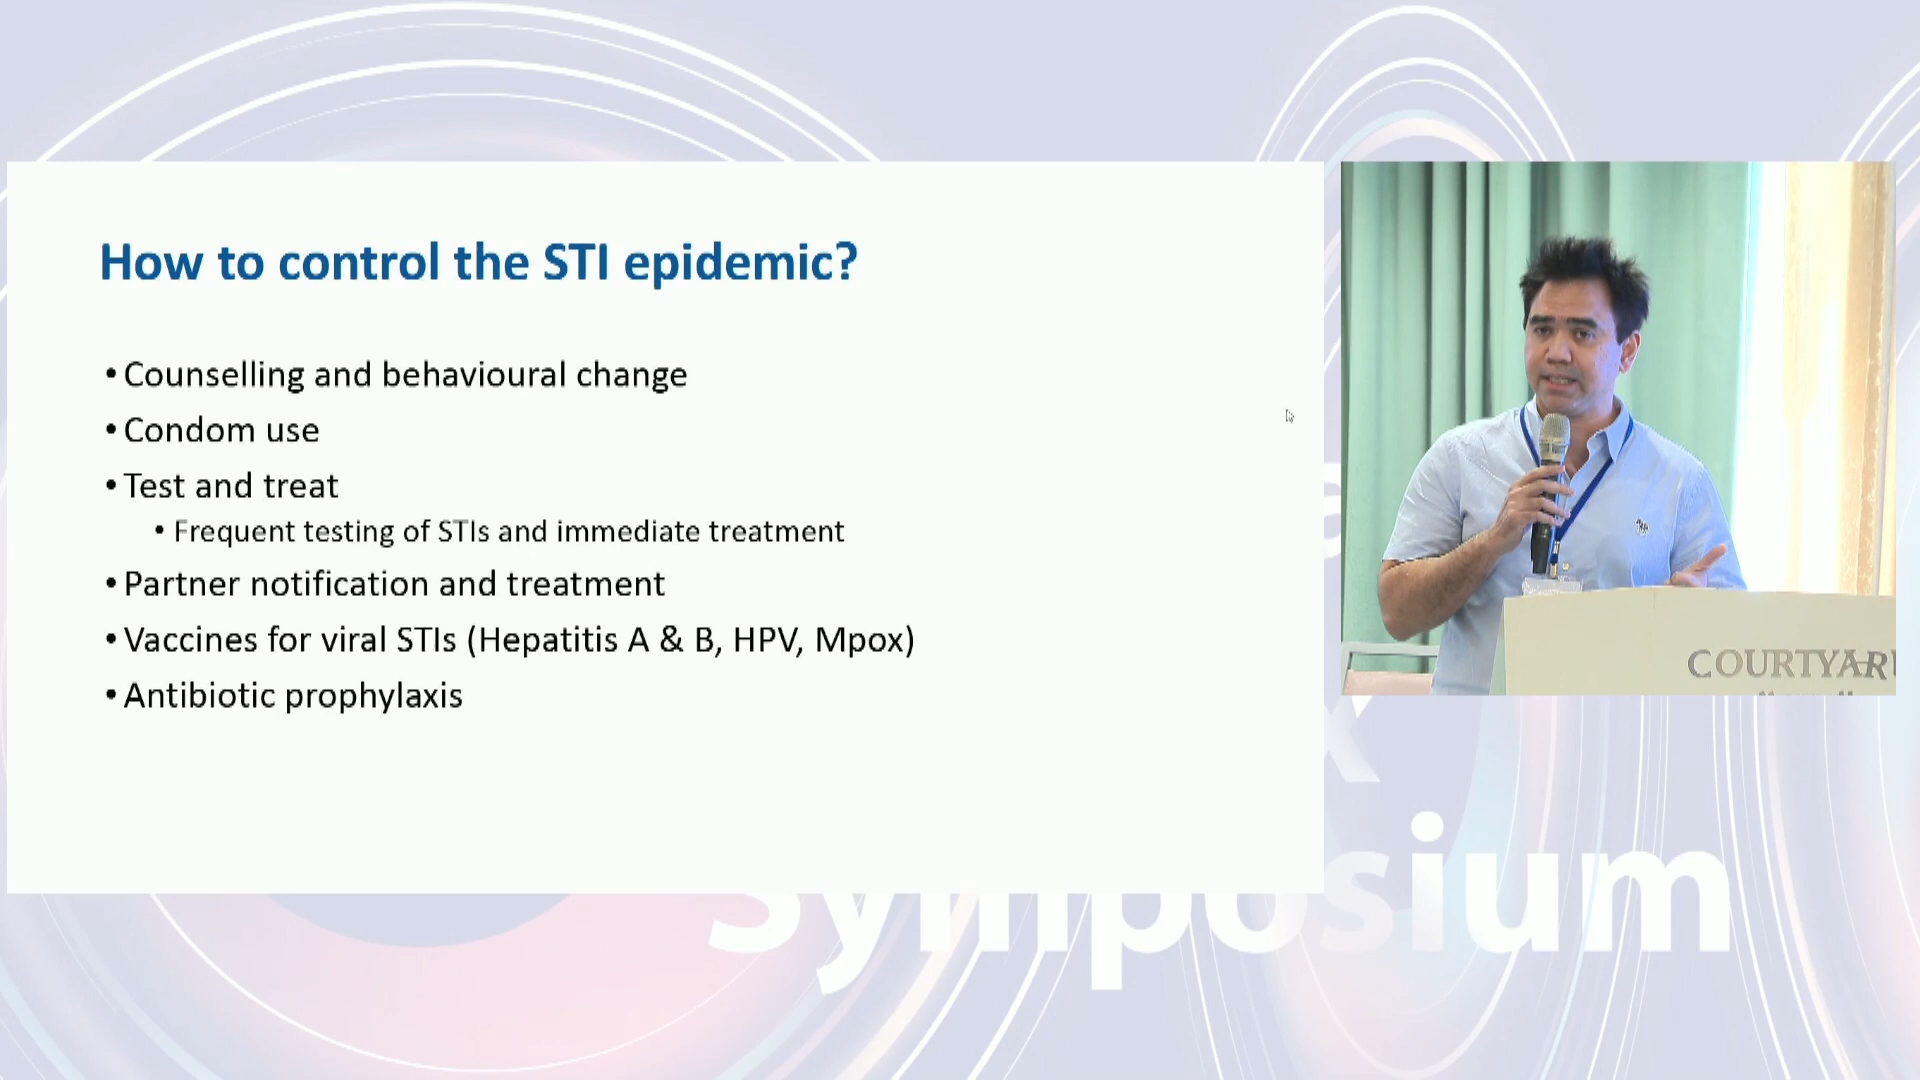 How to control the STI epidemic?
• Counselling and behavioural change
• Condom use
• Test and treat
• Frequent testing of STIs and immediate treatment
• Partner notification and treatment
• Vaccines for viral STIs (Hepatitis A & B, HPV, Mpox)
• Antibiotic prophylaxis
COURTYARD
Symposium